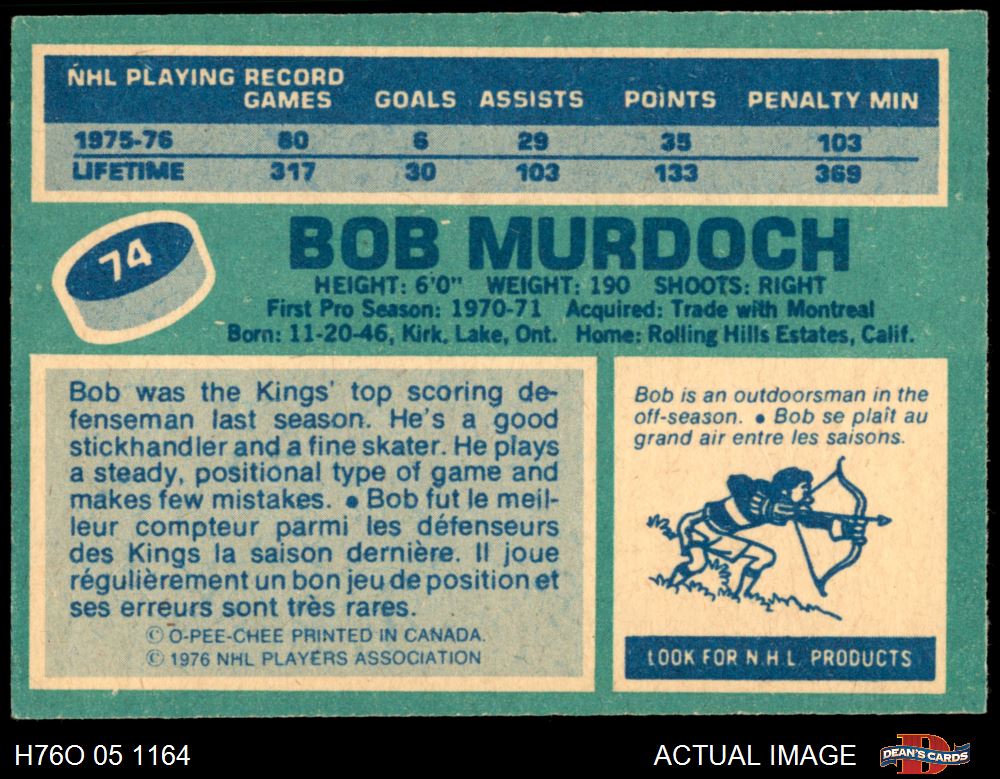 NHL PLAYING RECORD
GAMES GOALS ASSISTS POINTS PENALTY MIN
1975-76 80 6 29 35 103
LIFETIME 317 30 103 133 369
74
BOB MURDOCH
HEIGHT: 6'0" WEIGHT: 190 SHOOTS: RIGHT
First Pro Season: 1970-71 Acquired: Trade with Montreal
Born: 11-20-46, Kirk, Lake, Ont. Home: Rolling Hills Estates, Calif.
Bob was the Kings' top scoring de-
fenseman last season. He's a good
stickhandler and a fine skater. He plays
a steady, positional type of game and
makes few mistakes. • Bob fut le meil-
leur compteur parmi les défenseurs
des Kings la saison dernière. Il joue
régulièrement un bon jeu de position et
ses erreurs sont très rares.
© O-PEE-CHEE PRINTED IN CANADA.
© 1976 NHL PLAYERS ASSOCIATION
Bob is an outdoorsman in the
off-season. • Bob se plaît au
grand air entre les saisons.
LOOK FOR N.H.L. PRODUCTS
H76O 05 1164
ACTUAL IMAGE
DEAN'S CARDS